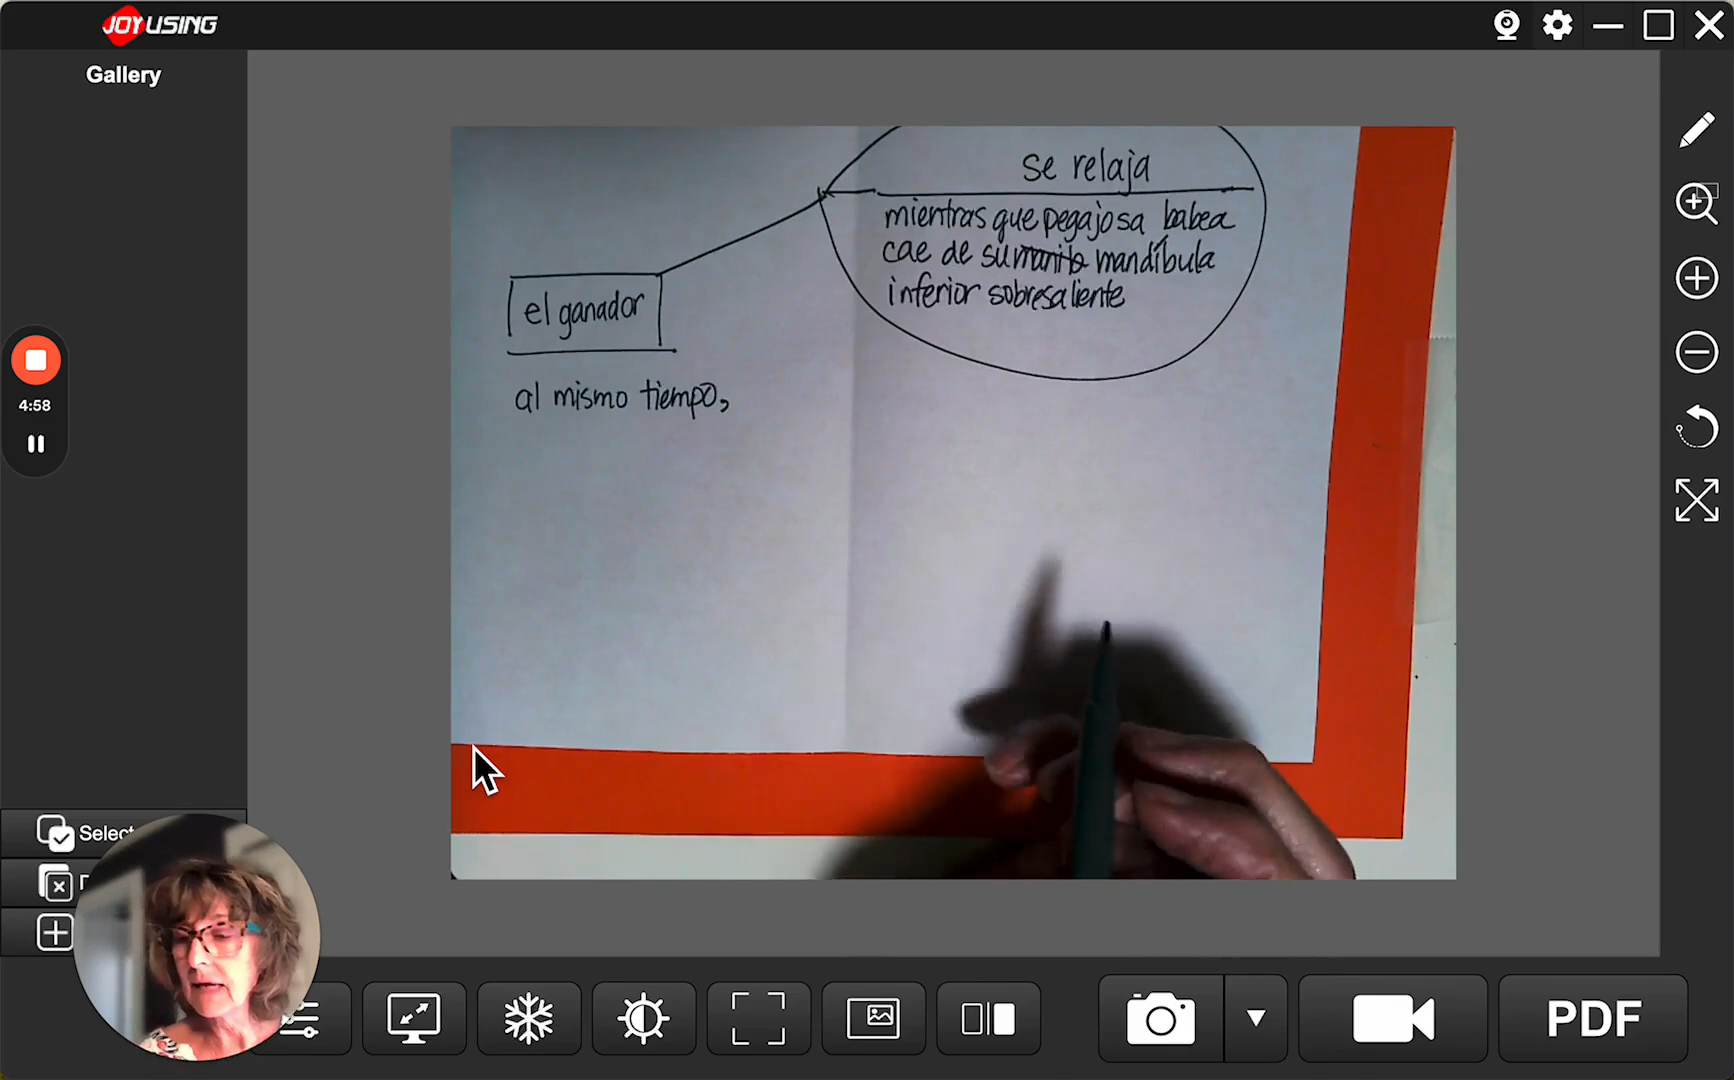 JOYUSING
Gallery
se relaja
mientras que pegajosa babea
cae de su mandíbula
inferior sobresaliente
el ganador
al mismo tiempo,
4:58
Select
PDF